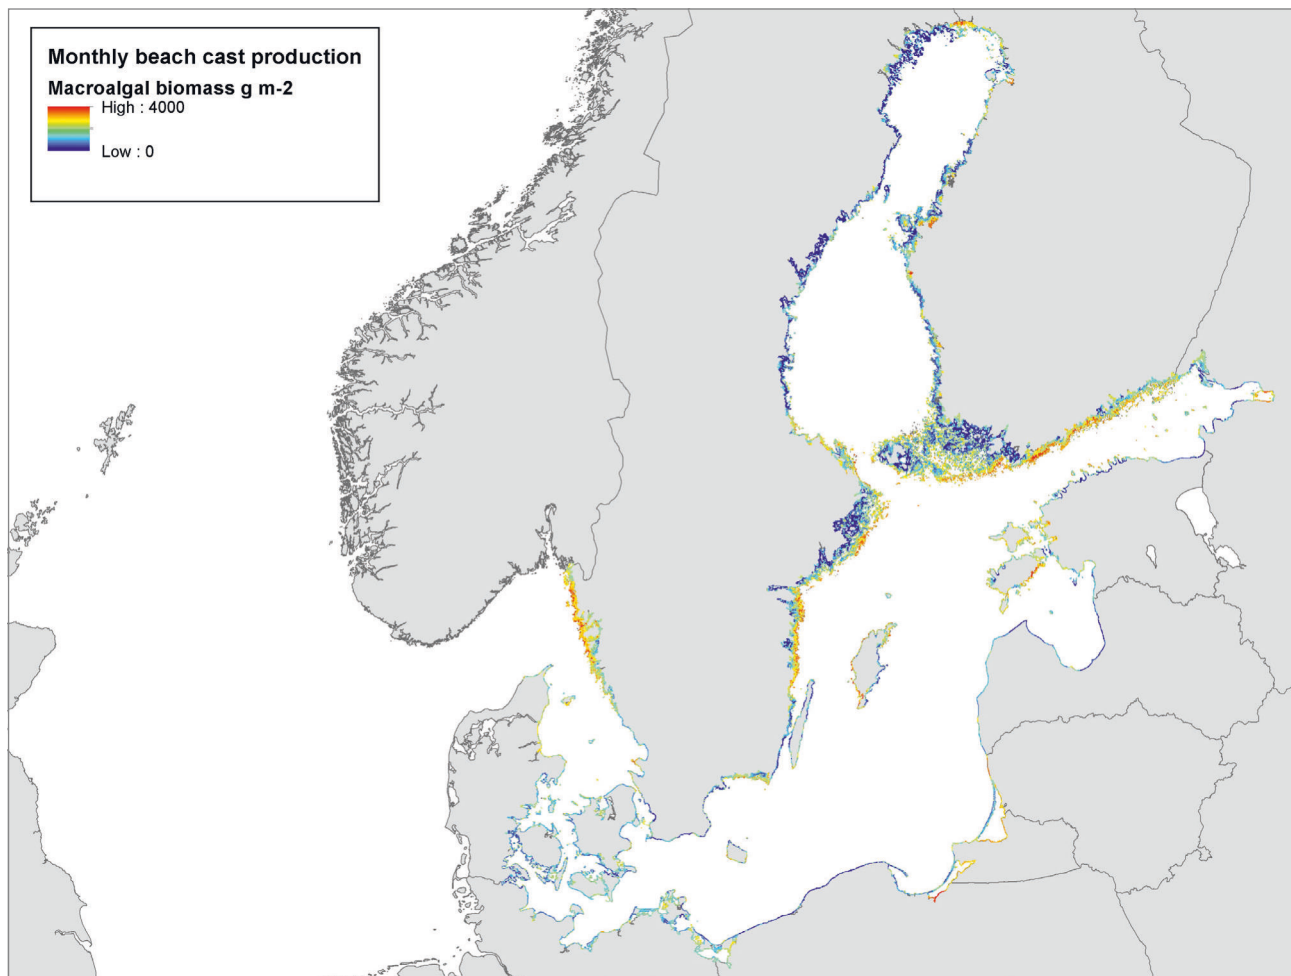 Monthly beach cast production
Macroalgal biomass g m-2
High : 4000
Low : 0